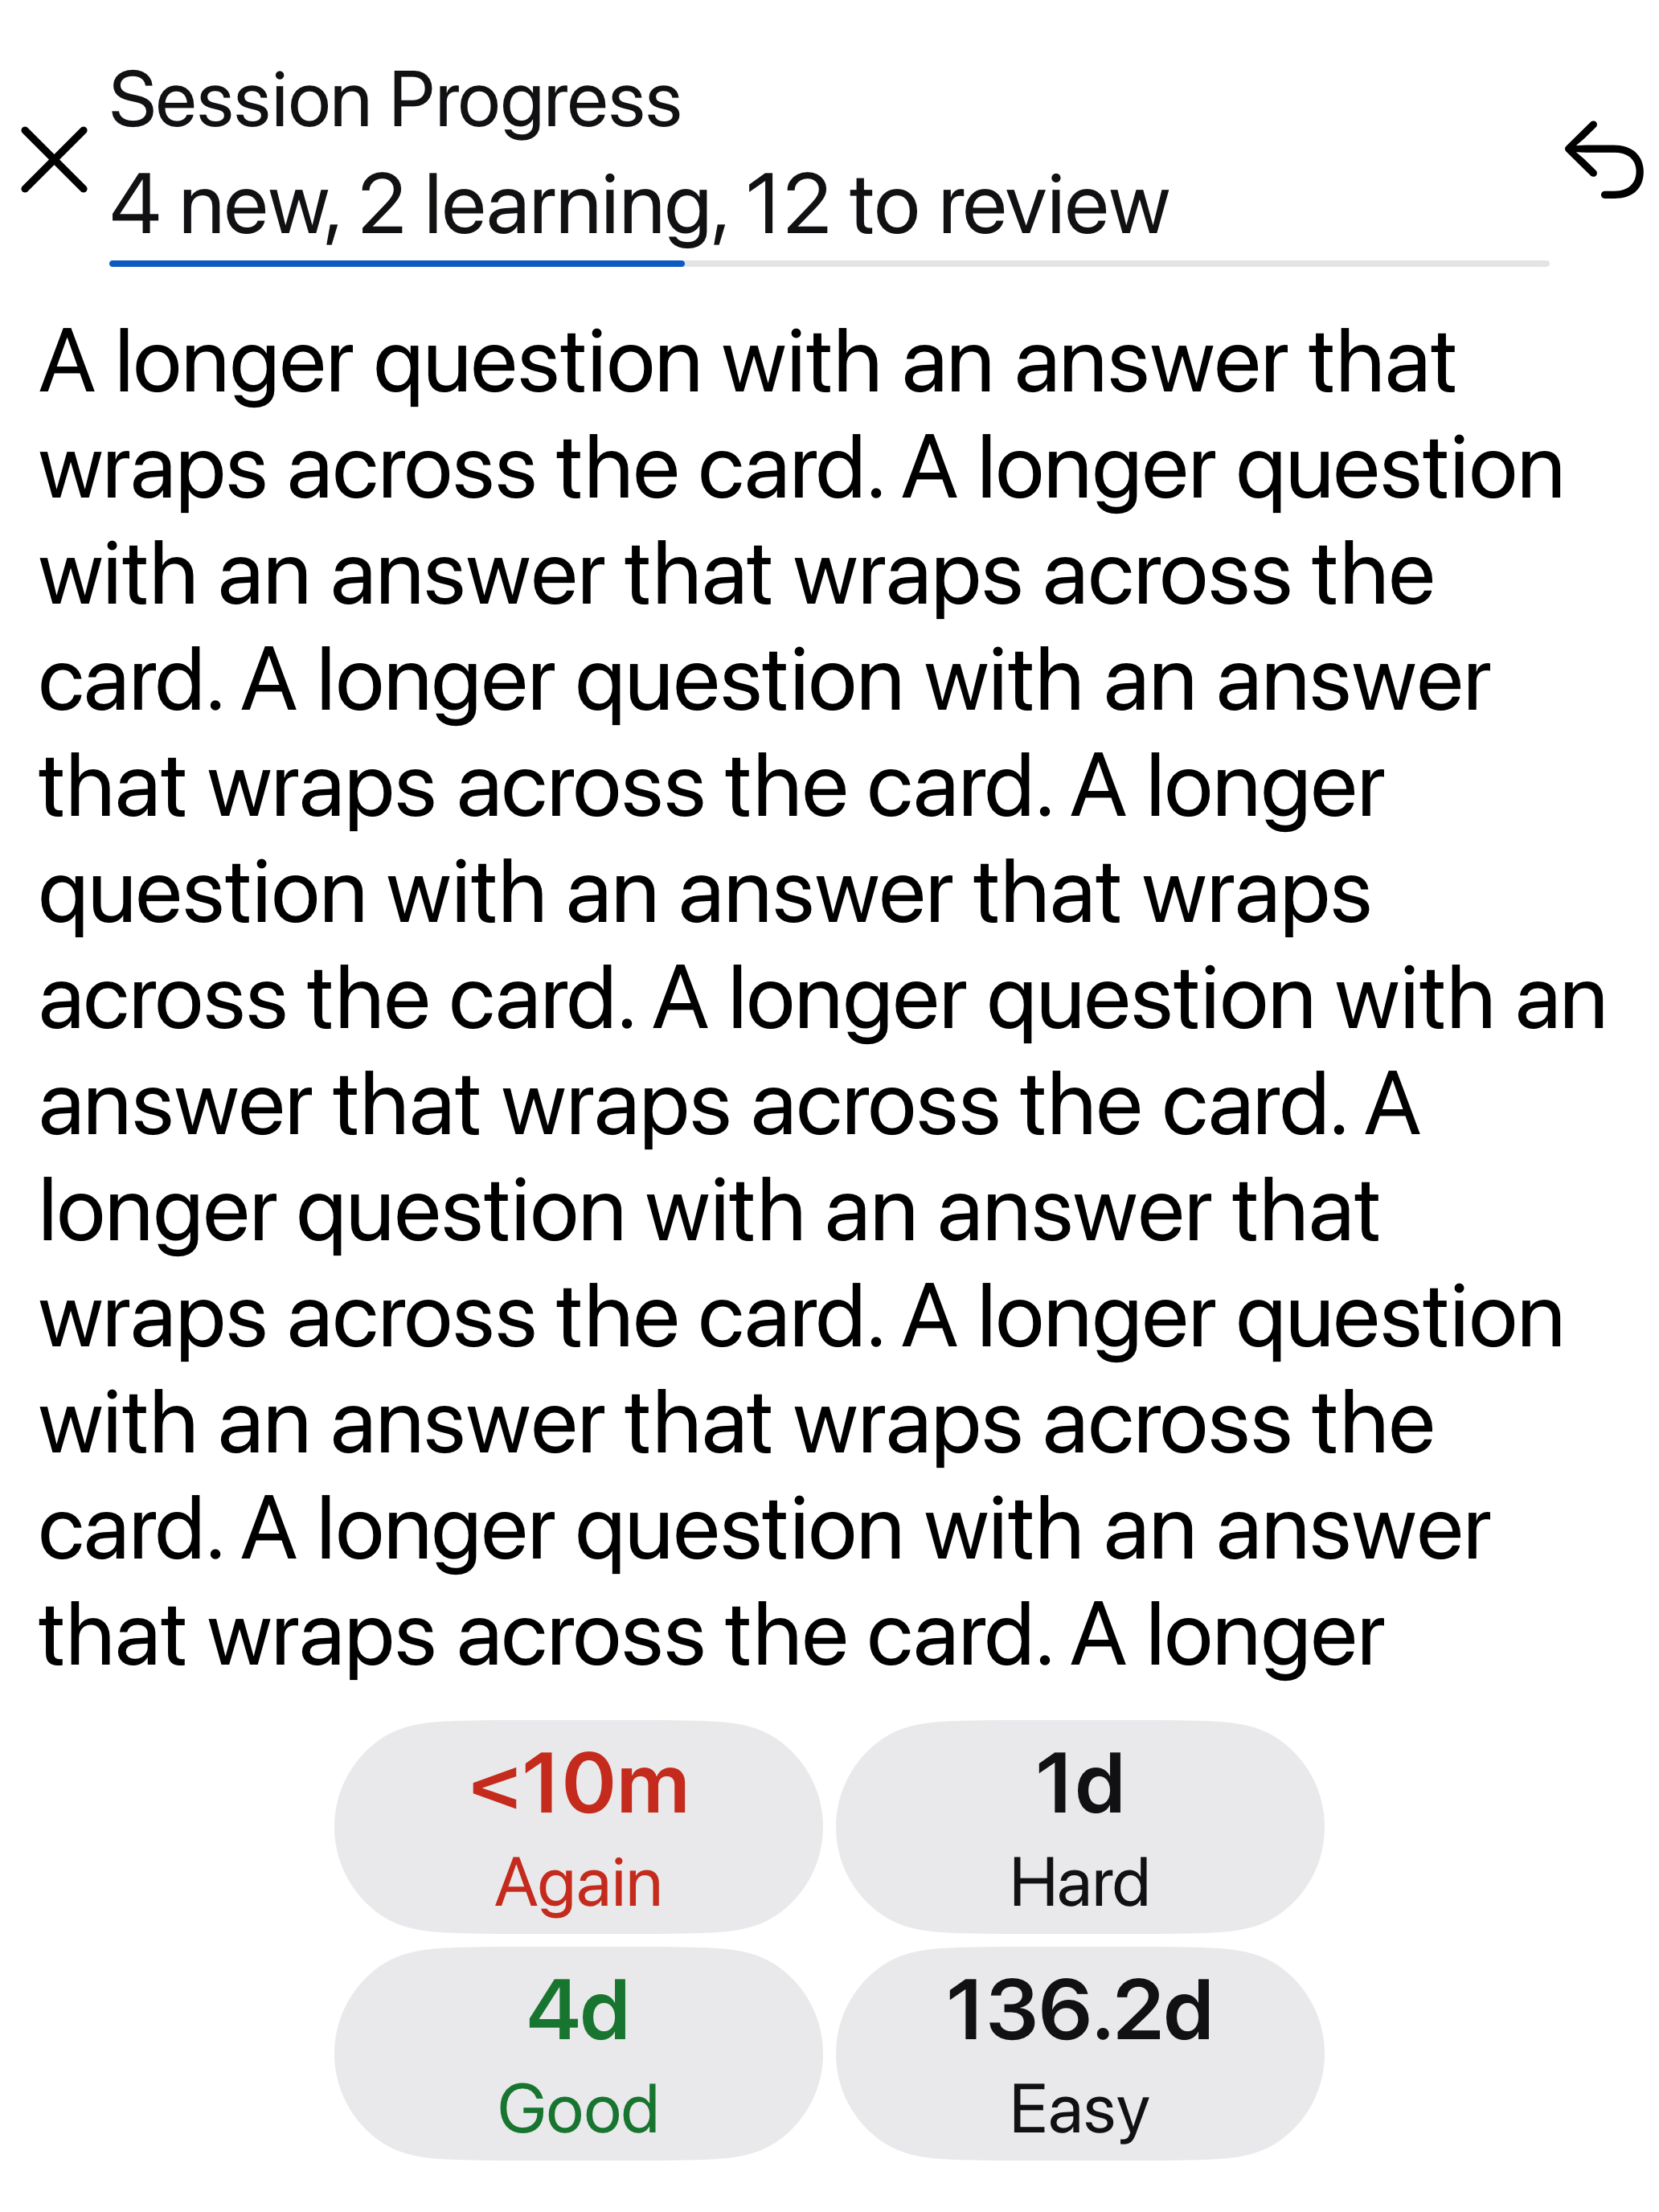 Session Progress
4 new, 2 learning, 12 to review
A longer question with an answer that
wraps across the card. A longer question
with an answer that wraps across the
card. A longer question with an answer
that wraps across the card. A longer
question with an answer that wraps
across the card. A longer question with an
answer that wraps across the card. A
longer question with an answer that
wraps across the card. A longer question
with an answer that wraps across the
card. A longer question with an answer
that wraps across the card. A longer
<10m
Again
1d
Hard
4d
Good
136.2d
Easy